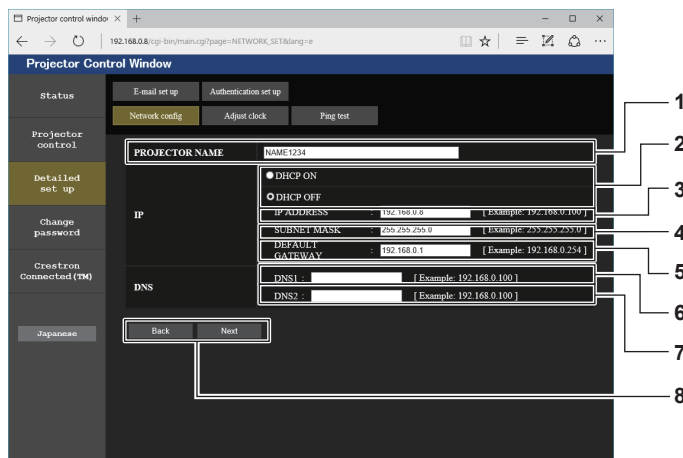 Projector control windov
192.168.0.8/cgi-bin/main.cgi?page=NETWORK_SET&lang=e
Projector Control Window
Status
E-mail set up
Authentication set up
Network config
Adjust clock
Ping test
Projector control
Detailed set up
Change password
Crestron Connected(TM)
Japanese
PROJECTOR NAME
NAME1234
1
IP
DHCP ON
DHCP OFF
2
IP ADDRESS : 192.168.0.8 [ Example: 192.168.0.100 ]
3
SUBNET MASK : 255.255.255.0 [ Example: 255.255.255.0 ]
4
DEFAULT GATEWAY : 192.168.0.1 [ Example: 192.168.0.254 ]
5
DNS
DNS1 : [ Example: 192.168.0.100 ]
6
DNS2 : [ Example: 192.168.0.100 ]
7
Back
Next
8